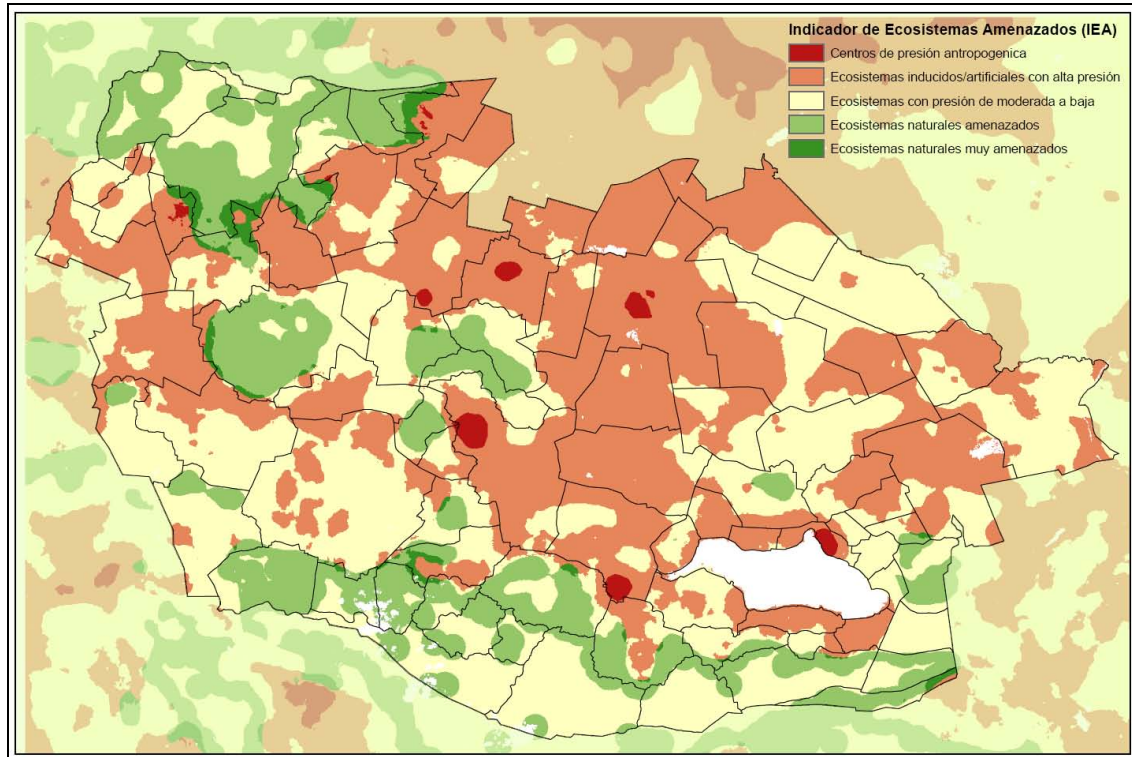 Indicador de Ecosistemas Amenazados (IEA)
Centros de presión antropogenica
Ecosistemas inducidos/artificiales con alta presión
Ecosistemas con presión de moderada a baja
Ecosistemas naturales amenazados
Ecosistemas naturales muy amenazados